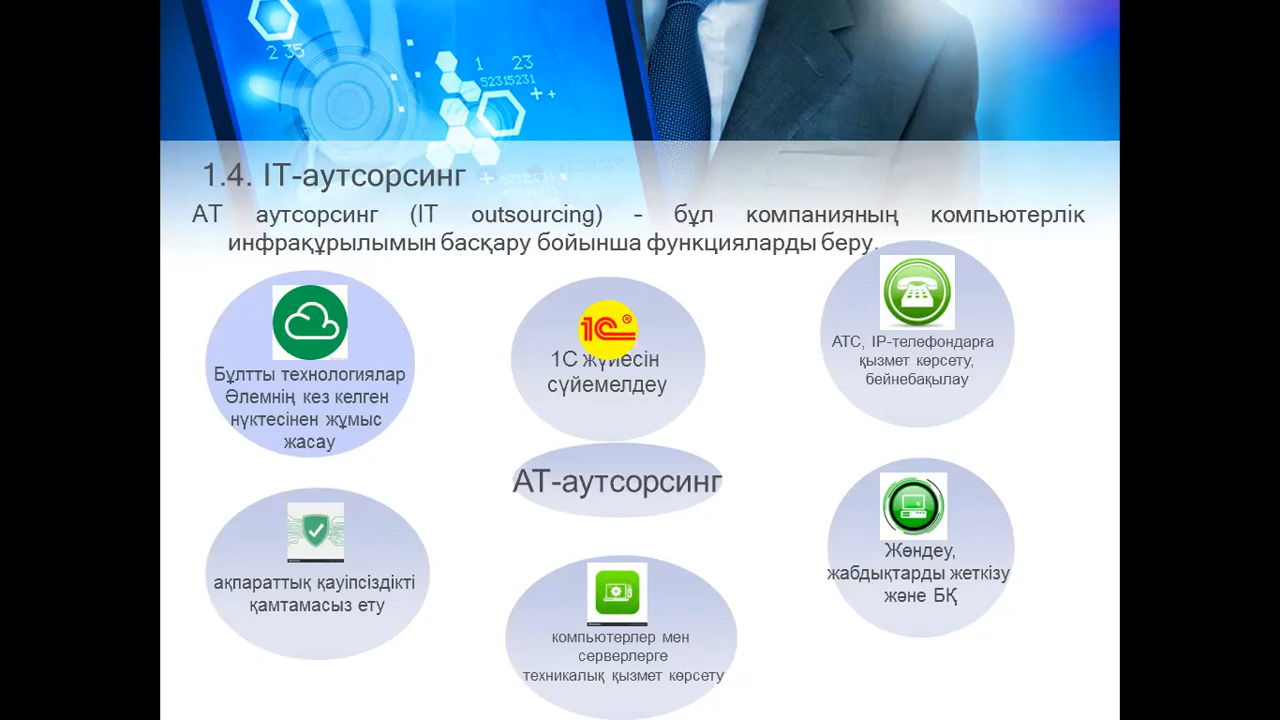 2 35
1 23
52315231
1.4. IT-аутсорсинг
АТ аутсорсинг (IT outsourcing) – бұл компанияның компьютерлік
инфрақұрылымын басқару бойынша функцияларды беру.
Бұлтты технологиялар
Әлемнің кез келген
нүктесінен жұмыс
жасау
1С®
1С жүйесін
сүйемелдеу
АТС, IP-телефондарға
қызмет көрсету,
бейнебақылау
АТ-аутсорсинг
ақпараттық қауіпсіздікті
қамтамасыз ету
компьютерлер мен
серверлерге
техникалық қызмет көрсету
Жөндеу,
жабдықтарды жеткізу
және БҚ